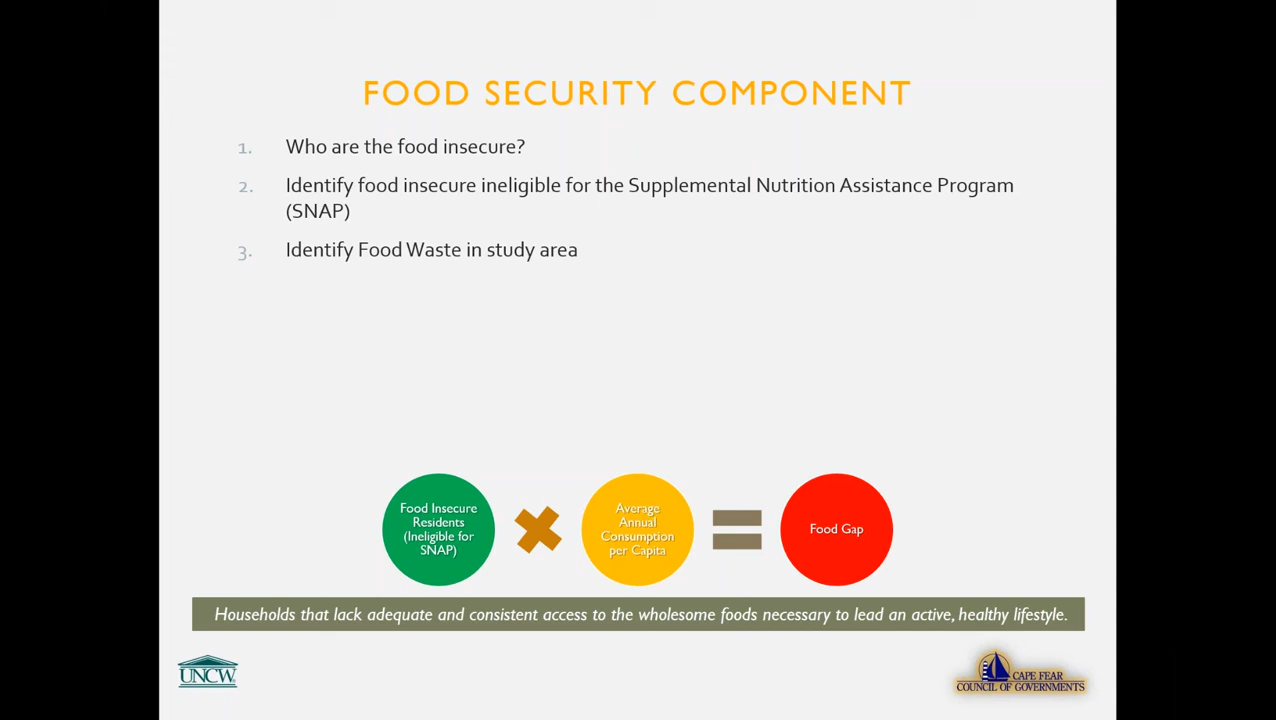 FOOD SECURITY COMPONENT
1. Who are the food insecure?
2. Identify food insecure ineligible for the Supplemental Nutrition Assistance Program
(SNAP)
3. Identify Food Waste in study area
Food Insecure
Residents
(Ineligible for
SNAP)
Average
Annual
Consumption
per Capita
Food Gap
Households that lack adequate and consistent access to the wholesome foods necessary to lead an active, healthy lifestyle.
UNCW
CAPE FEAR
COUNCIL OF GOVERNMENTS